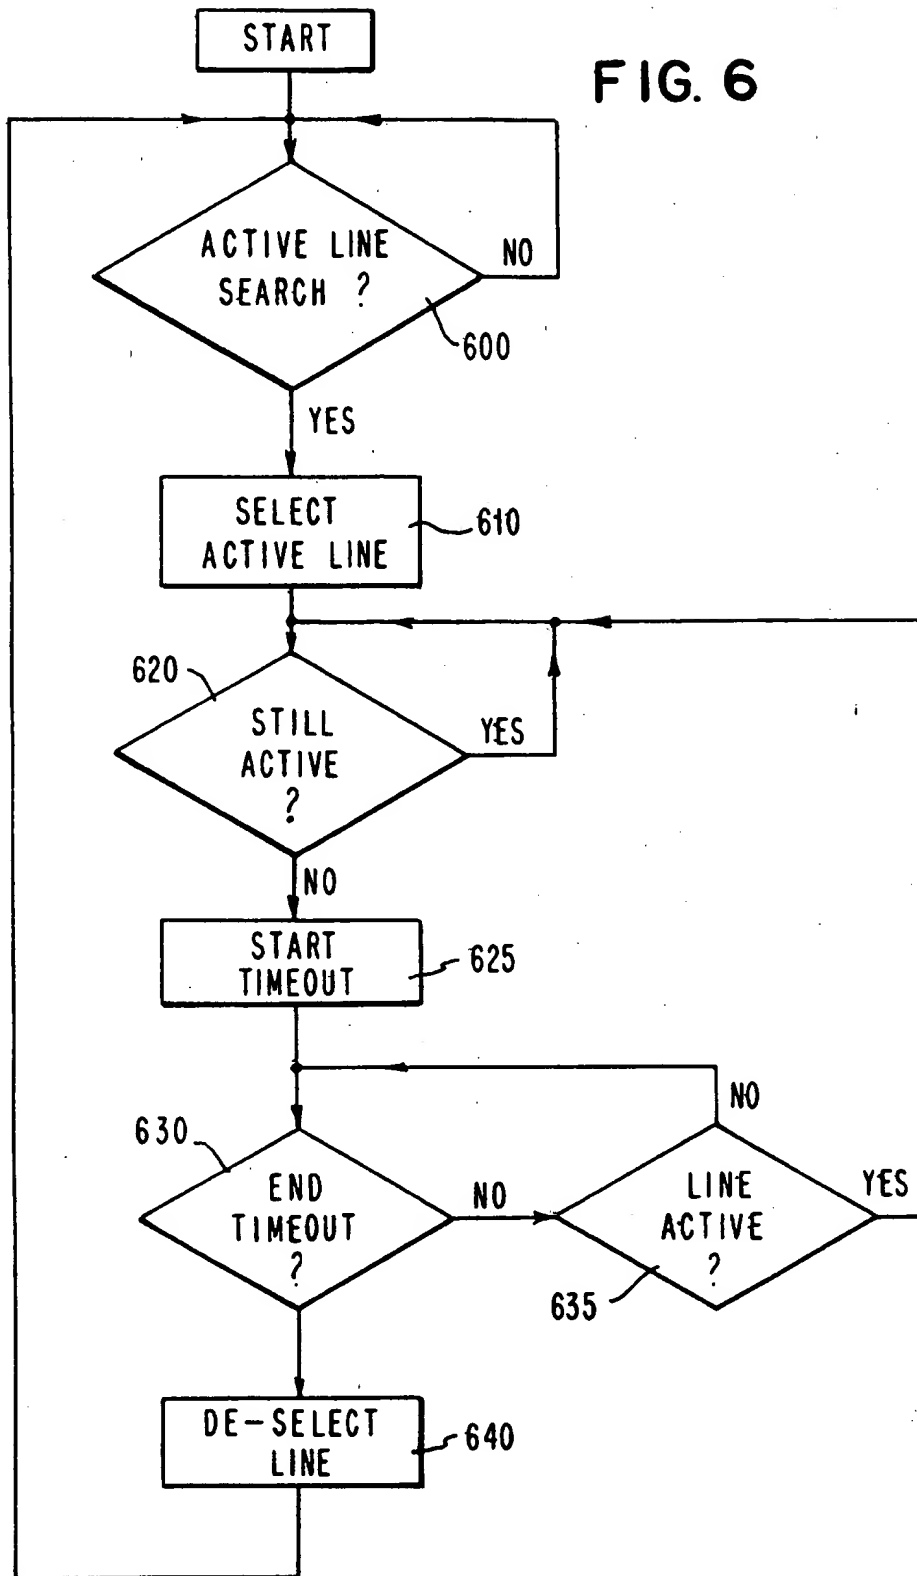 START
FIG. 6
ACTIVE LINE
SEARCH ?
NO
600
YES
SELECT
ACTIVE LINE
610
620
STILL
ACTIVE
?
YES
NO
START
TIMEOUT
625
630
END
TIMEOUT
?
NO
LINE
ACTIVE
?
NO
YES
635
DE-SELECT
LINE
640